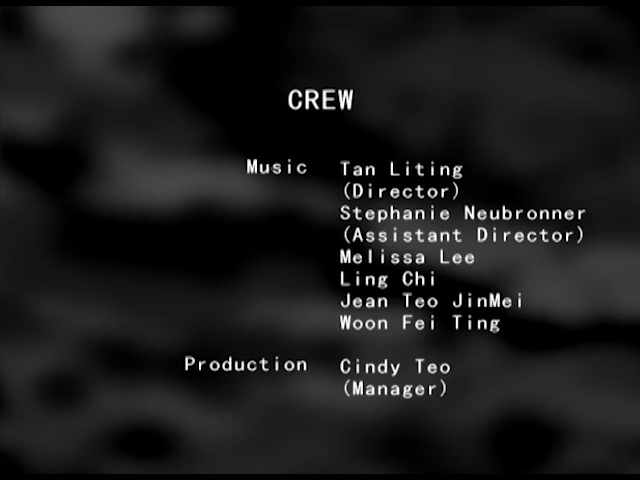 CREW
Music Tan Liting
(Director)
Stephanie Neubronner
(Assistant Director)
Melissa Lee
Ling Chi
Jean Teo JinMei
Woon Fei Ting
Production Cindy Teo
(Manager)